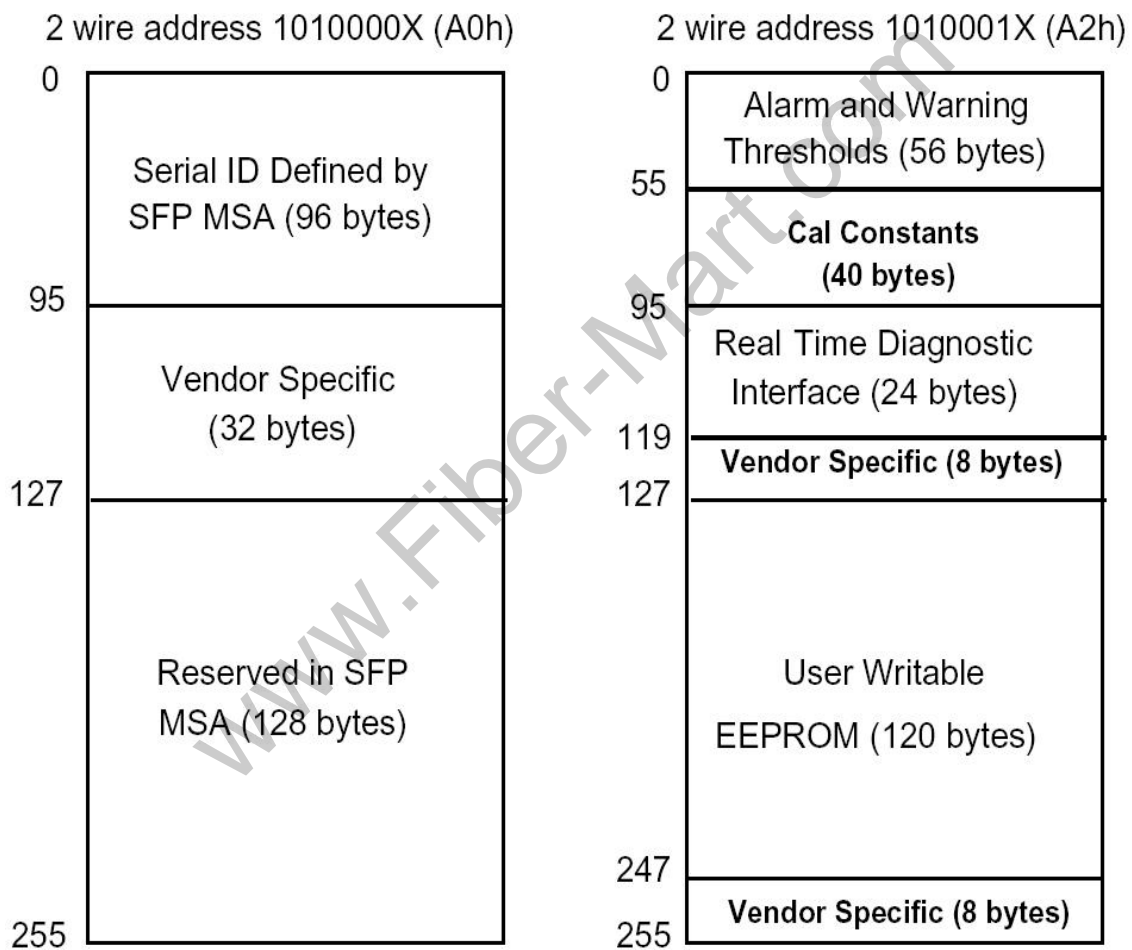 2 wire address 1010000X (A0h)
0
Serial ID Defined by
SFP MSA (96 bytes)
95
Vendor Specific
(32 bytes)
127
Reserved in SFP
MSA (128 bytes)
255
2 wire address 1010001X (A2h)
0
Alarm and Warning
Thresholds (56 bytes)
55
Cal Constants
(40 bytes)
95
Real Time Diagnostic
Interface (24 bytes)
119
Vendor Specific (8 bytes)
127
User Writable
EEPROM (120 bytes)
247
Vendor Specific (8 bytes)
255
www.Fiber-Mart.com